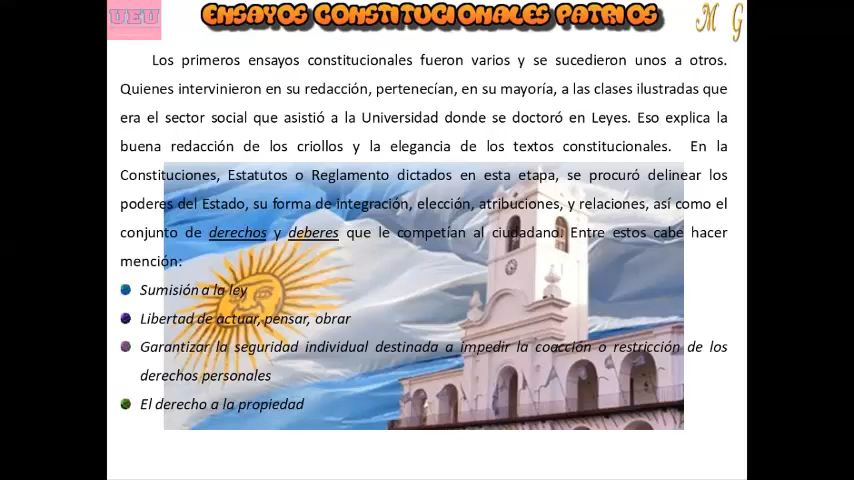 UEU
ENSAYOS CONSTITUCIONALES PATRIOS
M G
Los primeros ensayos constitucionales fueron varios y se sucedieron unos a otros.
Quienes intervinieron en su redacción, pertenecían, en su mayoría, a las clases ilustradas que
era el sector social que asistió a la Universidad donde se doctoró en Leyes. Eso explica la
buena redacción de los criollos y la elegancia de los textos constitucionales. En la
Constituciones, Estatutos o Reglamento dictados en esta etapa, se procuró delinear los
poderes del Estado, su forma de integración, elección, atribuciones, y relaciones, así como el
conjunto de derechos y deberes que le competían al ciudadano. Entre estos cabe hacer
mención:
Sumisión a la ley
Libertad de actuar, pensar, obrar
Garantizar la seguridad individual destinada a impedir la coacción o restricción de los
derechos personales
El derecho a la propiedad